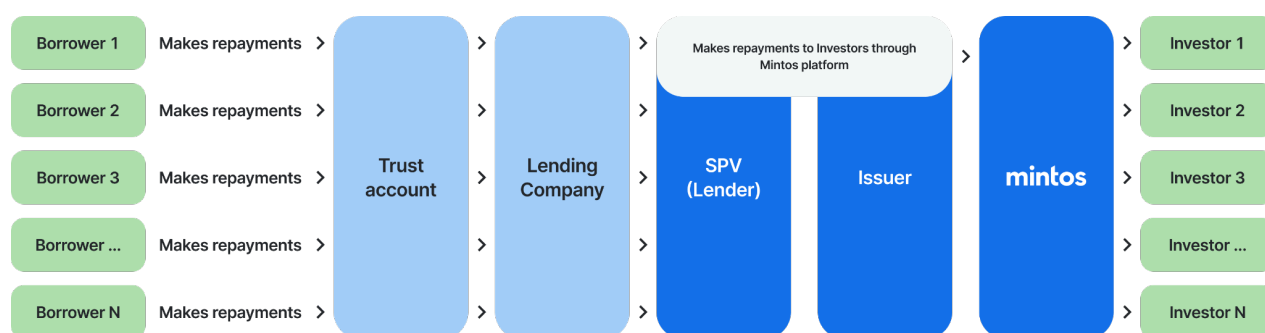 Borrower 1 Makes repayments
Borrower 2 Makes repayments
Borrower 3 Makes repayments
Borrower ... Makes repayments
Borrower N Makes repayments
Trust
account
Lending
Company
Makes repayments to Investors through
Mintos platform
SPV
(Lender)
Issuer
mintos
Investor 1
Investor 2
Investor 3
Investor ...
Investor N